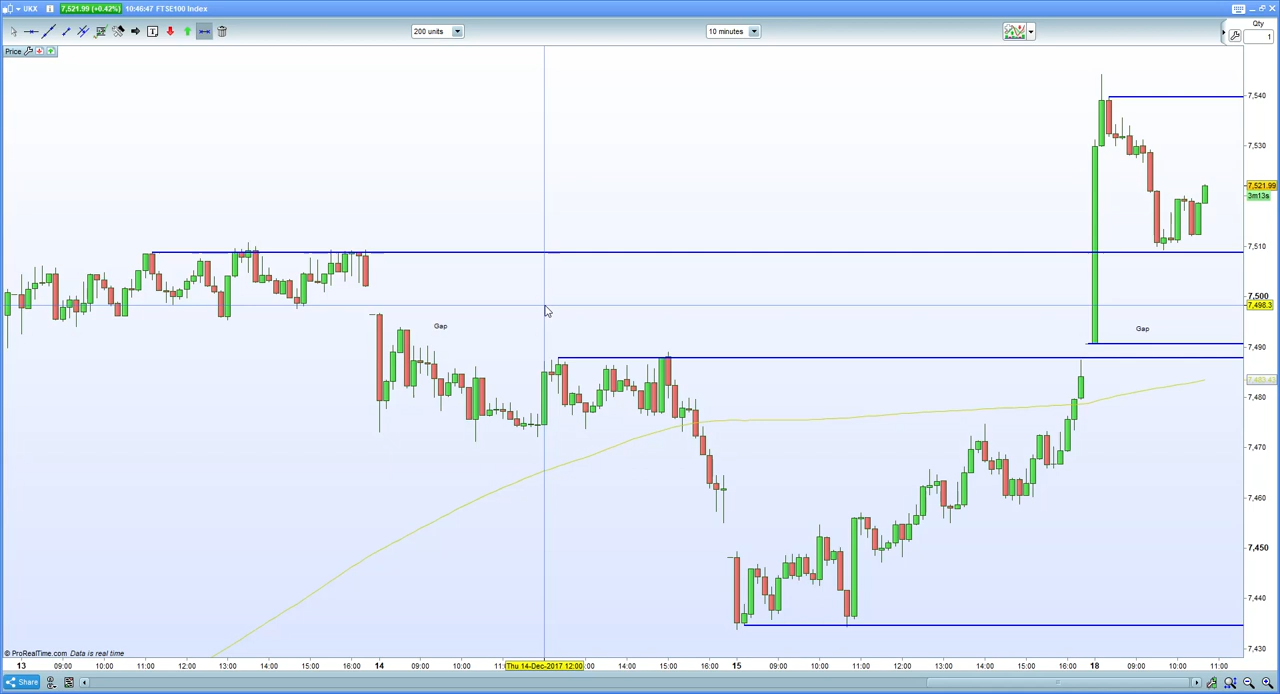 UKX 7,521.99 (+0.42%) 10:46:47 FTSE100 Index
200 units
10 minutes
Qty
1
Price
7,540
7,530
7,521.99
3m13s
7,510
7,500
7,498.3
7,490
7,483.43
7,480
7,470
7,460
7,450
7,440
7,430
Gap
Gap
© ProRealTime.com Data is real time
13 09:00 10:00 11:00 12:00 13:00 14:00 15:00 16:00 14 09:00 10:00 11:0 Thu 14-Dec-2017 12:00 :00 14:00 15:00 16:00 15 09:00 10:00 11:00 12:00 13:00 14:00 15:00 16:00 18 09:00 10:00 11:00
Share